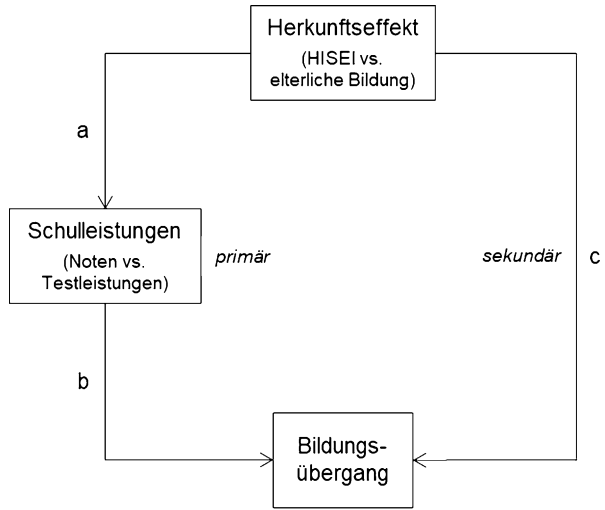 Herkunftseffekt
(HISEI vs.
elterliche Bildung)
a
Schulleistungen
(Noten vs.
Testleistungen)
primär
sekundär
c
b
Bildungs-
übergang